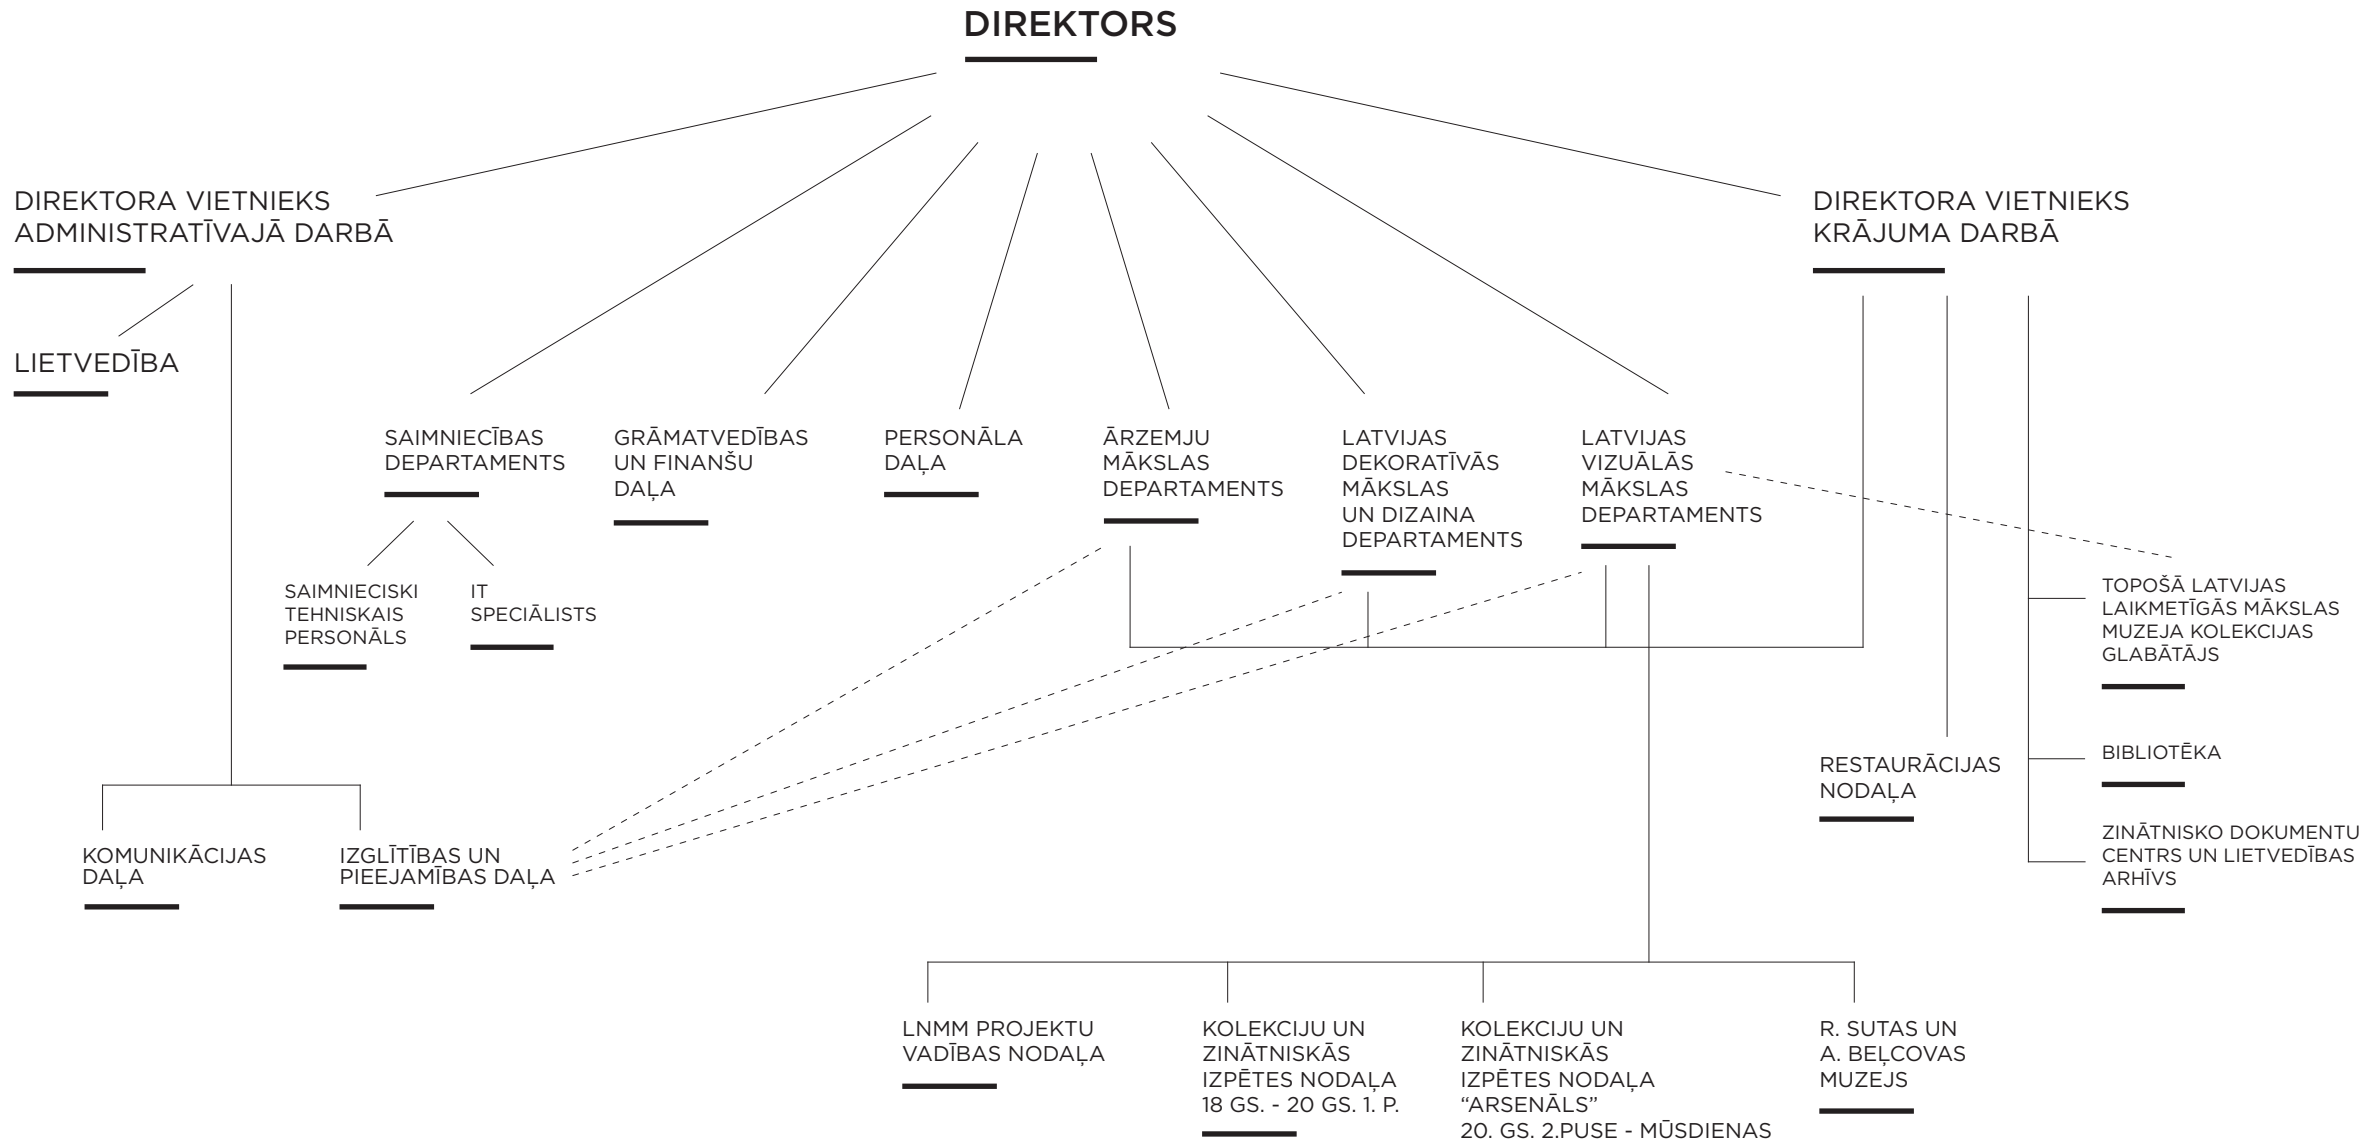 DIREKTORS
DIREKTORA VIETNIEKS
ADMINISTRATĪVAJĀ DARBĀ
DIREKTORA VIETNIEKS
KRĀJUMA DARBĀ
LIETVEDĪBA
SAIMNIECĪBAS
DEPARTAMENTS
GRĀMATVEDĪBAS
UN FINANŠU
DAĻA
PERSONĀLA
DAĻA
ĀRZEMJU
MĀKSLAS
DEPARTAMENTS
LATVIJAS
DEKORATĪVĀS
MĀKSLAS
UN DIZAINA
DEPARTAMENTS
LATVIJAS
VIZUĀLĀS
MĀKSLAS
DEPARTAMENTS
SAIMNIECISKI
TEHNISKAIS
PERSONĀLS
IT
SPECIĀLISTS
TOPOŠĀ LATVIJAS
LAIKMETĪGĀS MĀKSLAS
MUZEJA KOLEKCIJAS
GLABĀTĀJS
RESTAURĀCIJAS
NODAĻA
BIBLIOTĒKA
ZINĀTNISKO DOKUMENTU
CENTRS UN LIETVEDĪBAS
ARHĪVS
KOMUNIKĀCIJAS
DAĻA
IZGLĪTĪBAS UN
PIEEJAMĪBAS DAĻA
LNMM PROJEKTU
VADĪBAS NODAĻA
KOLEKCIJU UN
ZINĀTNISKĀS
IZPĒTES NODAĻA
18 GS. - 20 GS. 1. P.
KOLEKCIJU UN
ZINĀTNISKĀS
IZPĒTES NODAĻA
“ARSENĀLS”
20. GS. 2.PUSE - MŪSDIENAS
R. SUTAS UN
A. BEĻCOVAS
MUZEJS